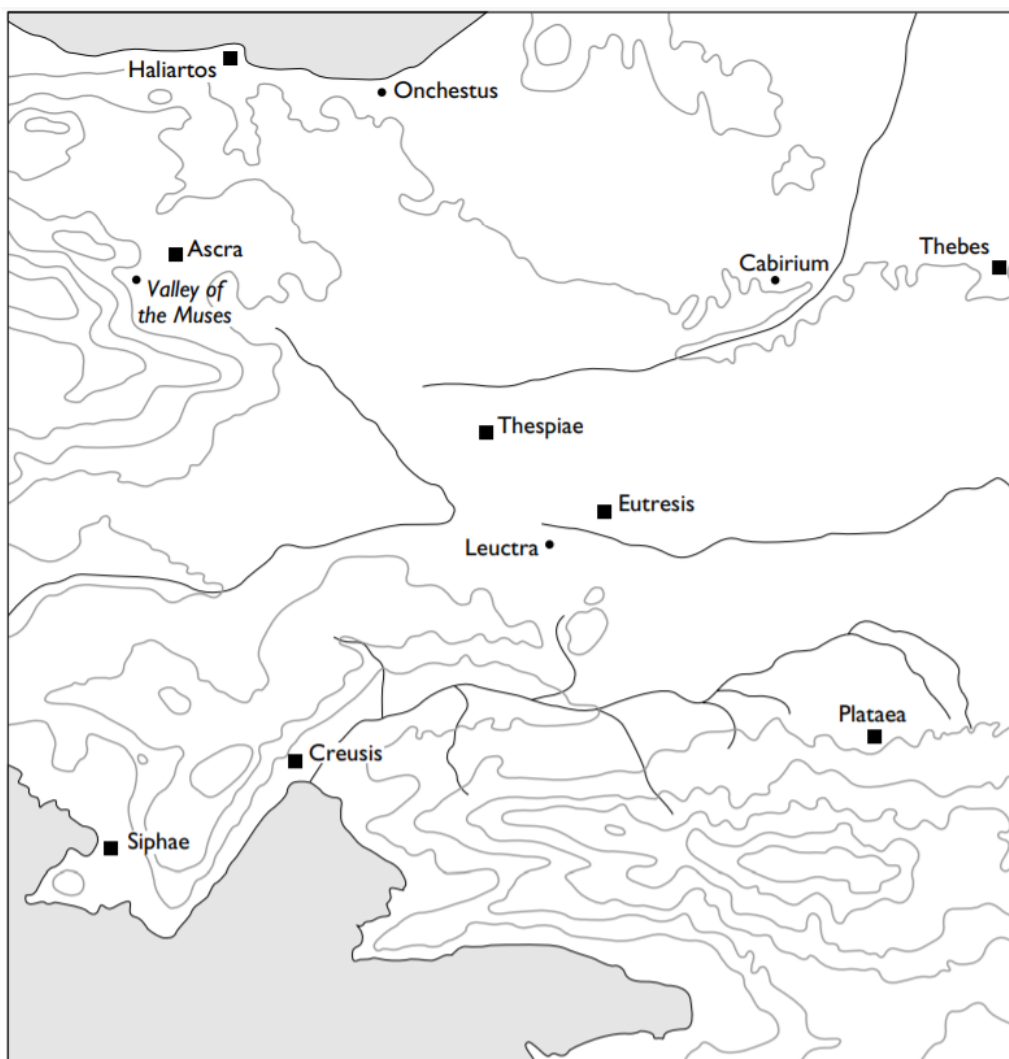 Haliartos
Onchestus
Ascra
Thebes
Cabirium
Valley of
the Muses
Thespiae
Eutresis
Leuctra
Plataea
Creusis
Siphae